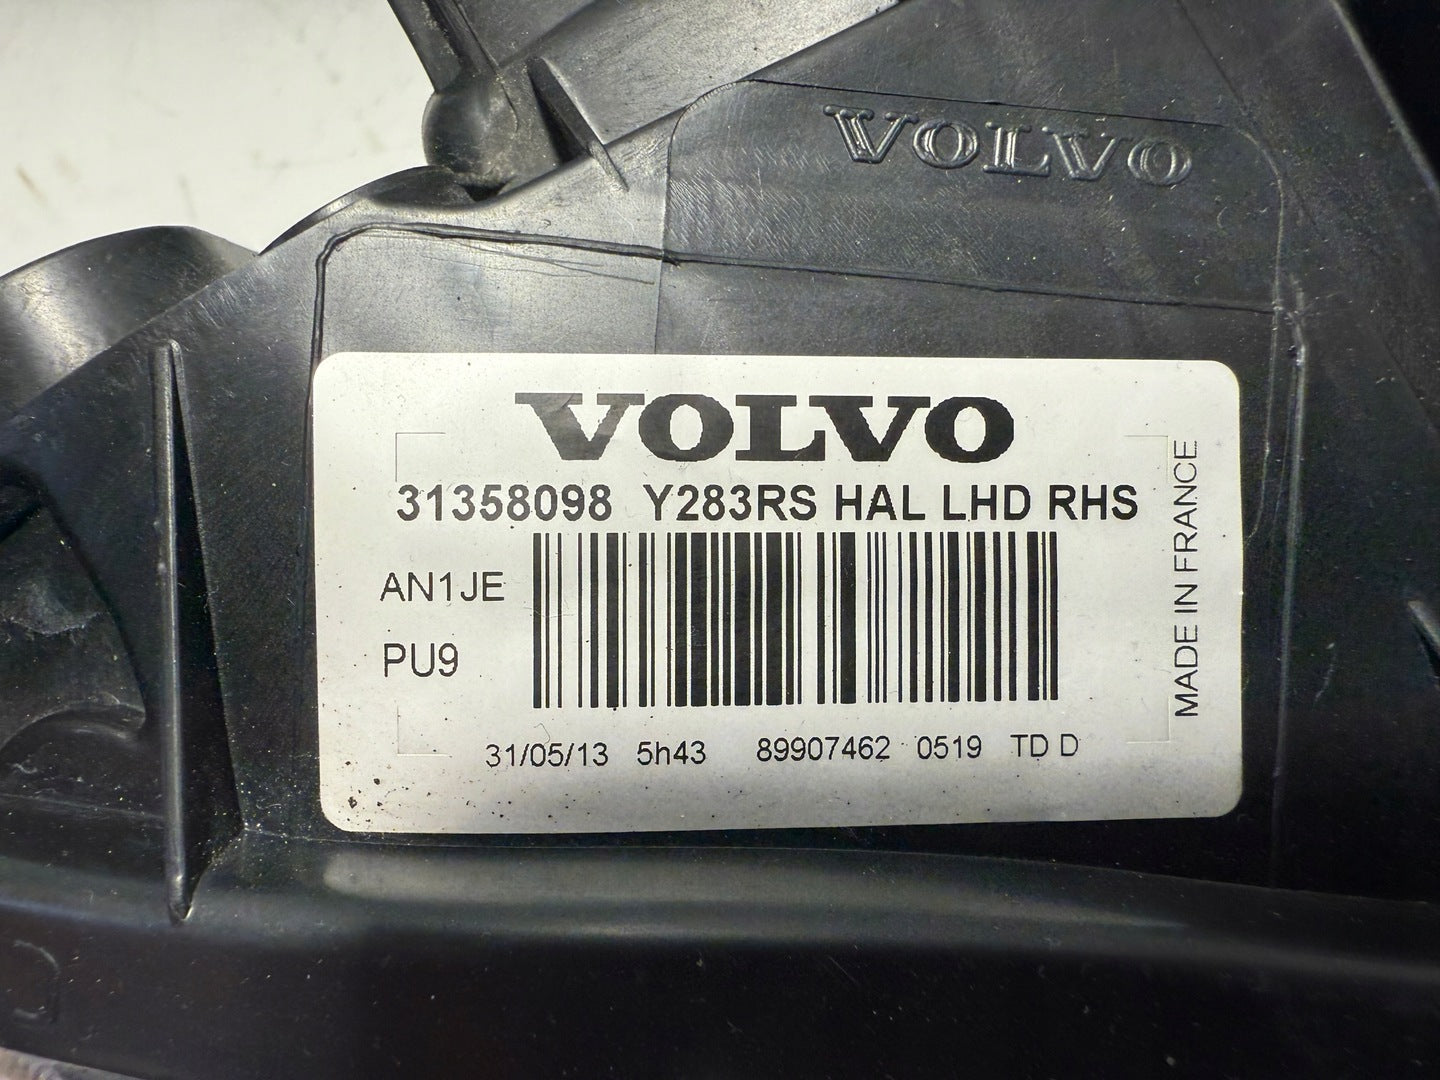 VOLVO
VOLVO
31358098 Y283RS HAL LHD RHS
AN1JE
PU9
31/05/13 5h43 89907462 0519 TD D
MADE IN FRANCE